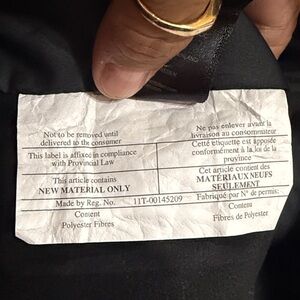 Not to be removed until
delivered to the consumer
This label is affixed in compliance
with Provincial Law
This article contains
NEW MATERIAL ONLY
Made by Reg. No. 11T-00145209
Content
Polyester Fibres
Ne pas enlever avant la
livraison au consommateur
Cette étiquette est apposée
conformément à la loi de la
province
Cet article contient des
MATÉRIAUX NEUFS
SEULEMENT
Fabriqué par N° de permis:
Contenu
Fibres de Polyester